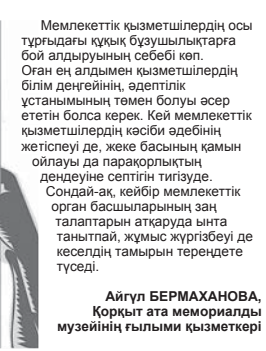 Мемлекеттік қызметшілердің осы
тұрғыдағы құқық бұзушылықтарға
бой алдыруының себебі көп.
Оған ең алдымен қызметшілердің
білім деңгейінің, әдептілік
ұстанымының төмен болуы әсер
ететін болса керек. Кей мемлекеттік
қызметшілердің кәсіби әдебінің
жетіспеуі де, жеке басының қамын
ойлауы да парақорлықтың
дендеуіне септігін тигізуде.
Сондай-ақ, кейбір мемлекеттік
орган басшыларының заң
талаптарын атқаруда ынта
танытпай, жұмыс жүргізбеуі де
кеселдің тамырын тереңдете
түседі.
Айгүл БЕРМАХАНОВА,
Қорқыт ата мемориалды
музейінің ғылыми қызметкері